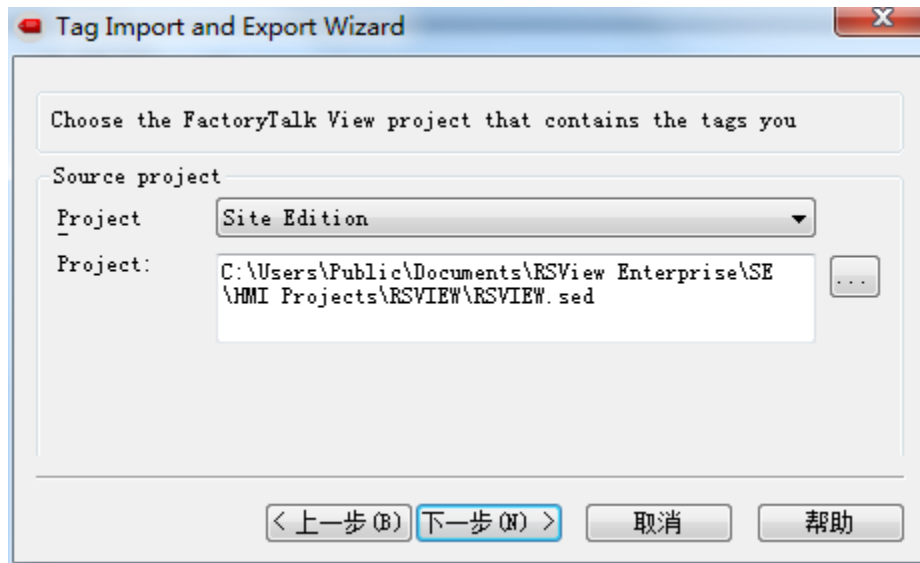 Tag Import and Export Wizard
Choose the FactoryTalk View project that contains the tags you
Source project
Project
Site Edition
Project:
C:\Users\Public\Documents\RSView Enterprise\SE
\HMI Projects\RSVIEW\RSVIEW.sed
...
< 上一步(B)
下一步(N) >
取消
帮助